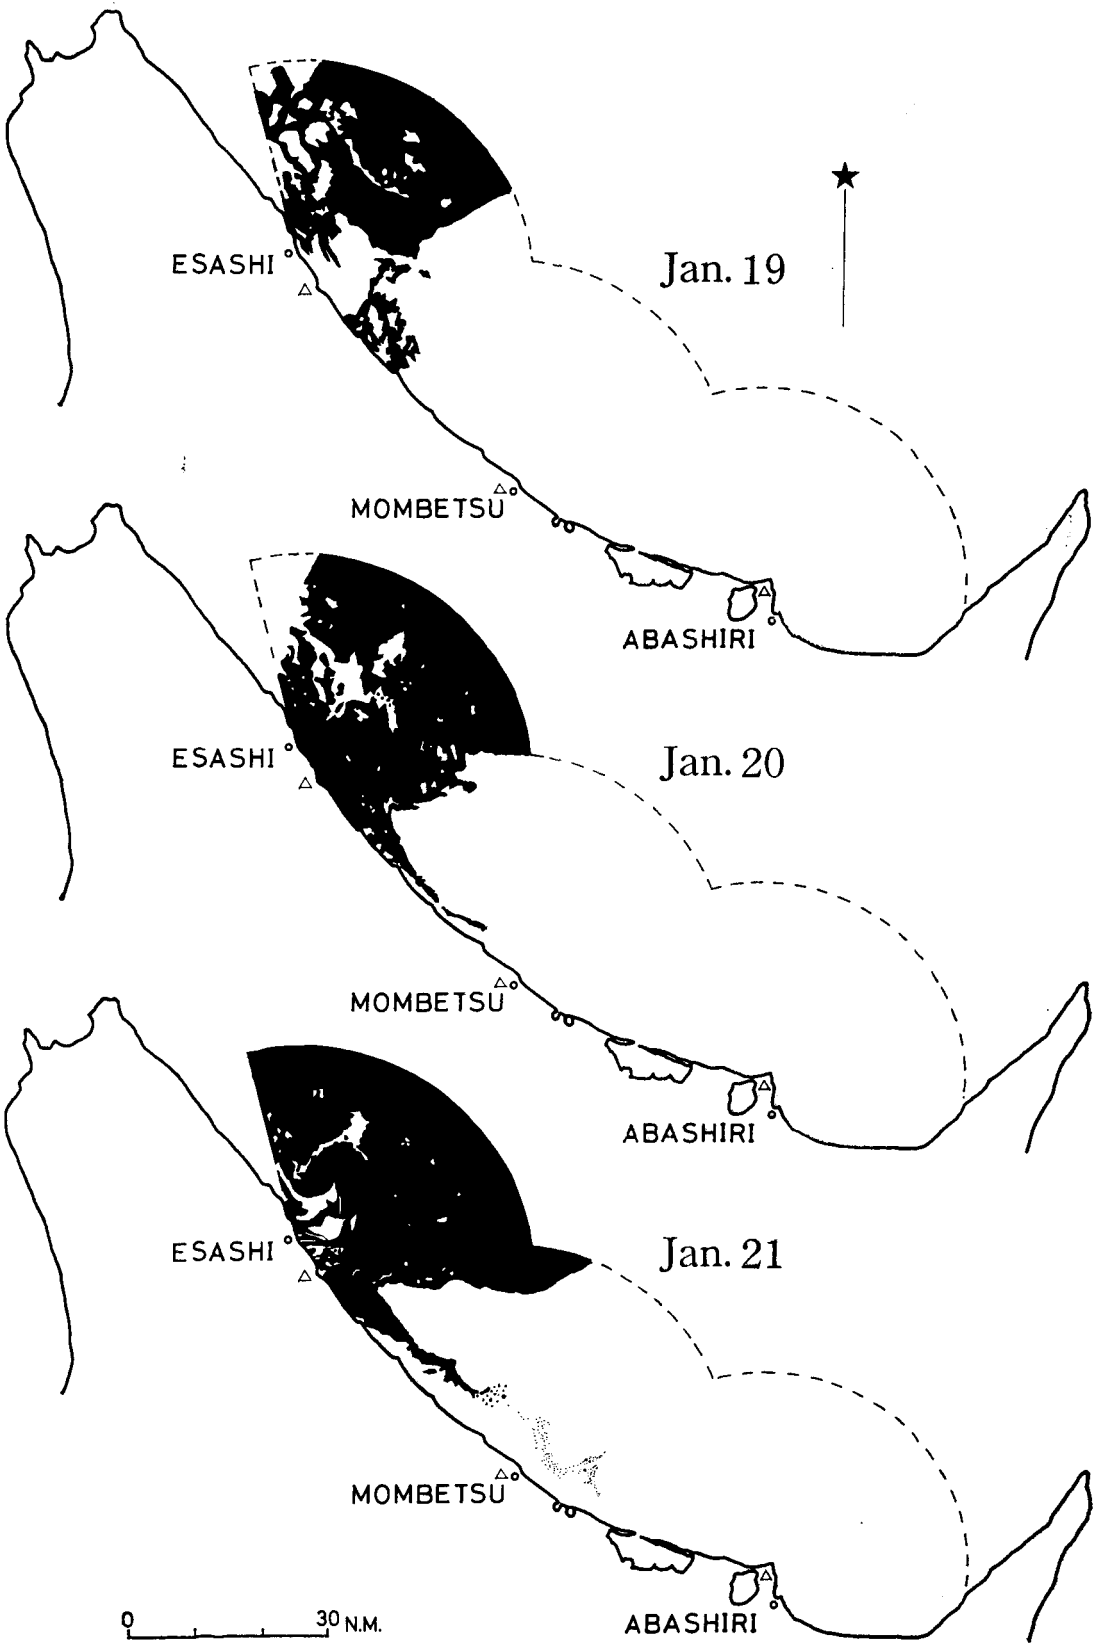 ESASHI
Jan. 19
MOMBETSU
ABASHIRI
ESASHI
Jan. 20
MOMBETSU
ABASHIRI
ESASHI
Jan. 21
MOMBETSU
ABASHIRI
0 30 N.M.